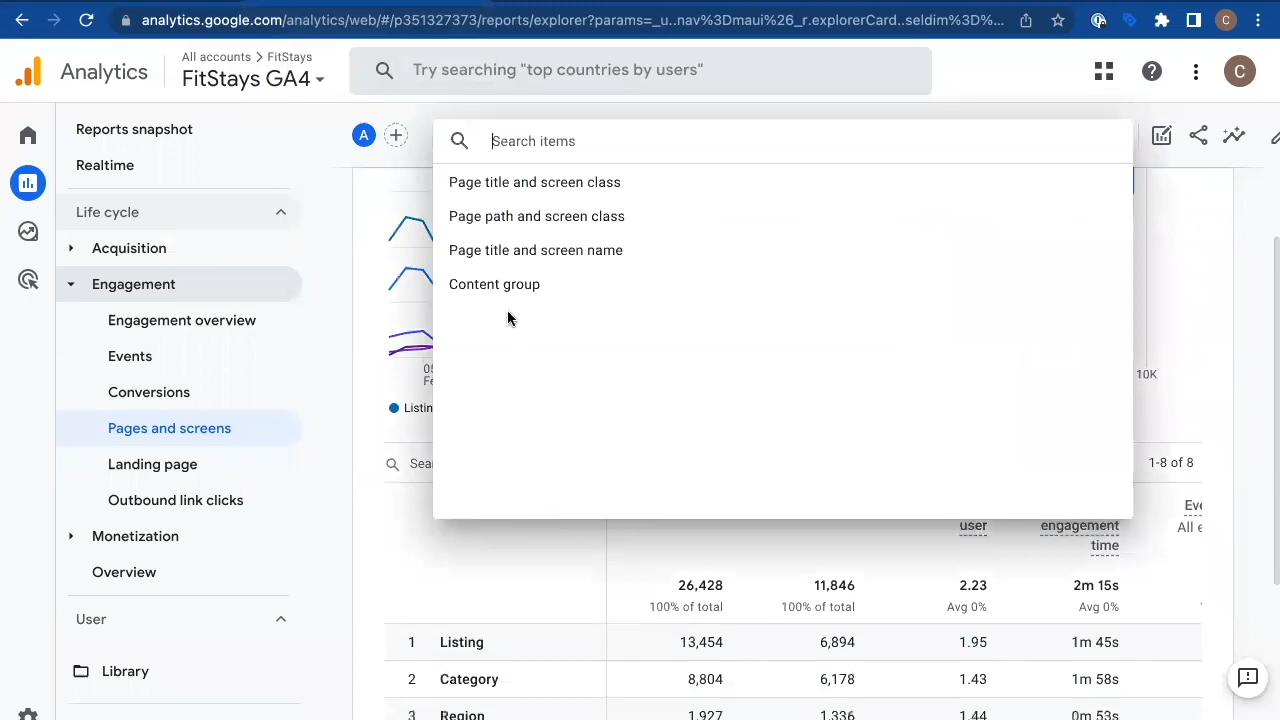 analytics.google.com/analytics/web/#/p351327373/reports/explorer?params=_u..nav%3Dmaui%26_r.explorerCard..seldim%3D%...
C
Analytics
All accounts > FitStays
FitStays GA4
Try searching "top countries by users"
C
Reports snapshot
Realtime
Life cycle
Acquisition
Engagement
Engagement overview
Events
Conversions
Pages and screens
Landing page
Outbound link clicks
Monetization
Overview
User
Library
A
Search items
Page title and screen class
Page path and screen class
Page title and screen name
Content group
05
Fe
10K
Listin
Sea
1-8 of 8
user
engagement
time
Eve
All e
26,428 11,846 2.23 2m 15s
100% of total 100% of total Avg 0% Avg 0%
1 Listing 13,454 6,894 1.95 1m 45s
2 Category 8,804 6,178 1.43 1m 58s
3 Region 1,927 1,336 1.44 0m 53s